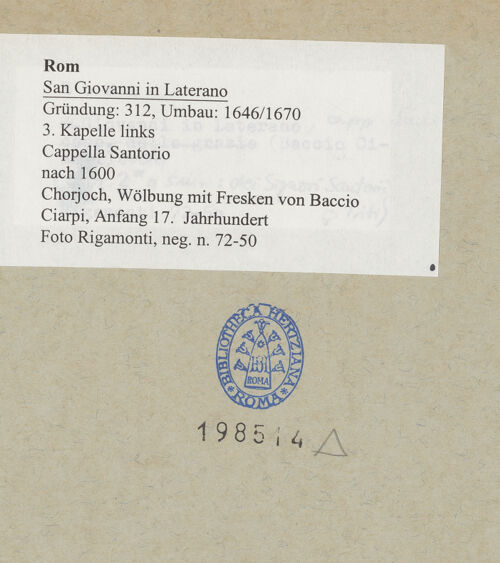 Rom
San Giovanni in Laterano
Gründung: 312, Umbau: 1646/1670
3. Kapelle links
Cappella Santorio
nach 1600
Chorjoch, Wölbung mit Fresken von Baccio
Ciarpi, Anfang 17. Jahrhundert
Foto Rigamonti, neg. n. 72-50
BIBLIOTHECA HERTZIANA
ROMA
ROMA
198514